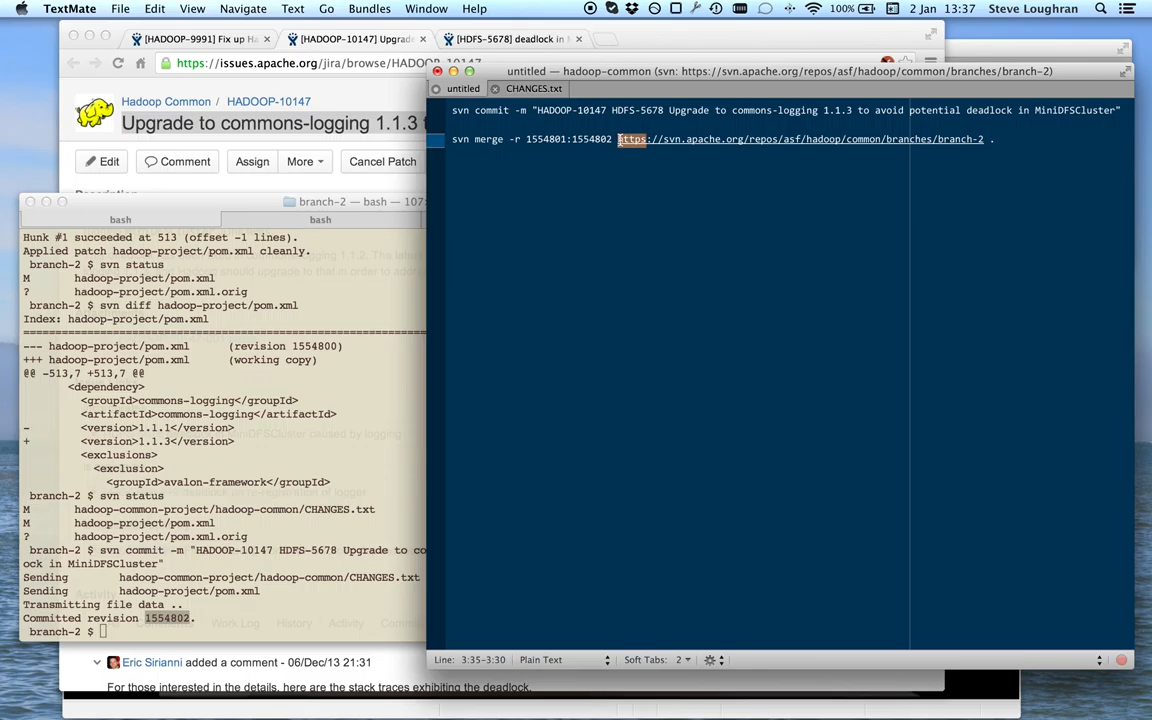 TextMate File Edit View Navigate Text Go Bundles Window Help 100% 2 Jan 13:37 Steve Loughran
[HADOOP-9991] Fix up Ha
[HADOOP-10147] Upgrade
[HDFS-5678] deadlock in
https://issues.apache.org/jira/browse/HADOOP-10147
Hadoop Common / HADOOP-10147
Upgrade to commons-logging 1.1.3 t
Edit Comment Assign More Cancel Patch
untitled — hadoop-common (svn: https://svn.apache.org/repos/asf/hadoop/common/branches/branch-2)
untitled CHANGES.txt
svn commit -m "HADOOP-10147 HDFS-5678 Upgrade to commons-logging 1.1.3 to avoid potential deadlock in MiniDFSCluster"
svn merge -r 1554801:1554802 https://svn.apache.org/repos/asf/hadoop/common/branches/branch-2 .
Line: 3:35-3:30 Plain Text Soft Tabs: 2
branch-2 — bash — 107
bash bash
Hunk #1 succeeded at 513 (offset -1 lines).
Applied patch hadoop-project/pom.xml cleanly.
branch-2 $ svn status
M hadoop-project/pom.xml
? hadoop-project/pom.xml.orig
branch-2 $ svn diff hadoop-project/pom.xml
Index: hadoop-project/pom.xml
--- hadoop-project/pom.xml (revision 1554800)
+++ hadoop-project/pom.xml (working copy)
@@ -513,7 +513,7 @@
<dependency>
<groupId>commons-logging</groupId>
<artifactId>commons-logging</artifactId>
- <version>1.1.1</version>
+ <version>1.1.3</version>
<exclusions>
<exclusion>
<groupId>avalon-framework</groupId>
branch-2 $ svn status
M hadoop-common-project/hadoop-common/CHANGES.txt
M hadoop-project/pom.xml
? hadoop-project/pom.xml.orig
branch-2 $ svn commit -m "HADOOP-10147 HDFS-5678 Upgrade to co
ock in MiniDFSCluster"
Sending hadoop-common-project/hadoop-common/CHANGES.txt
Sending hadoop-project/pom.xml
Transmitting file data ..
Committed revision 1554802.
branch-2 $
Eric Sirianni added a comment - 06/Dec/13 21:31
For those interested in the details, here are the stack traces exhibiting the deadlock.